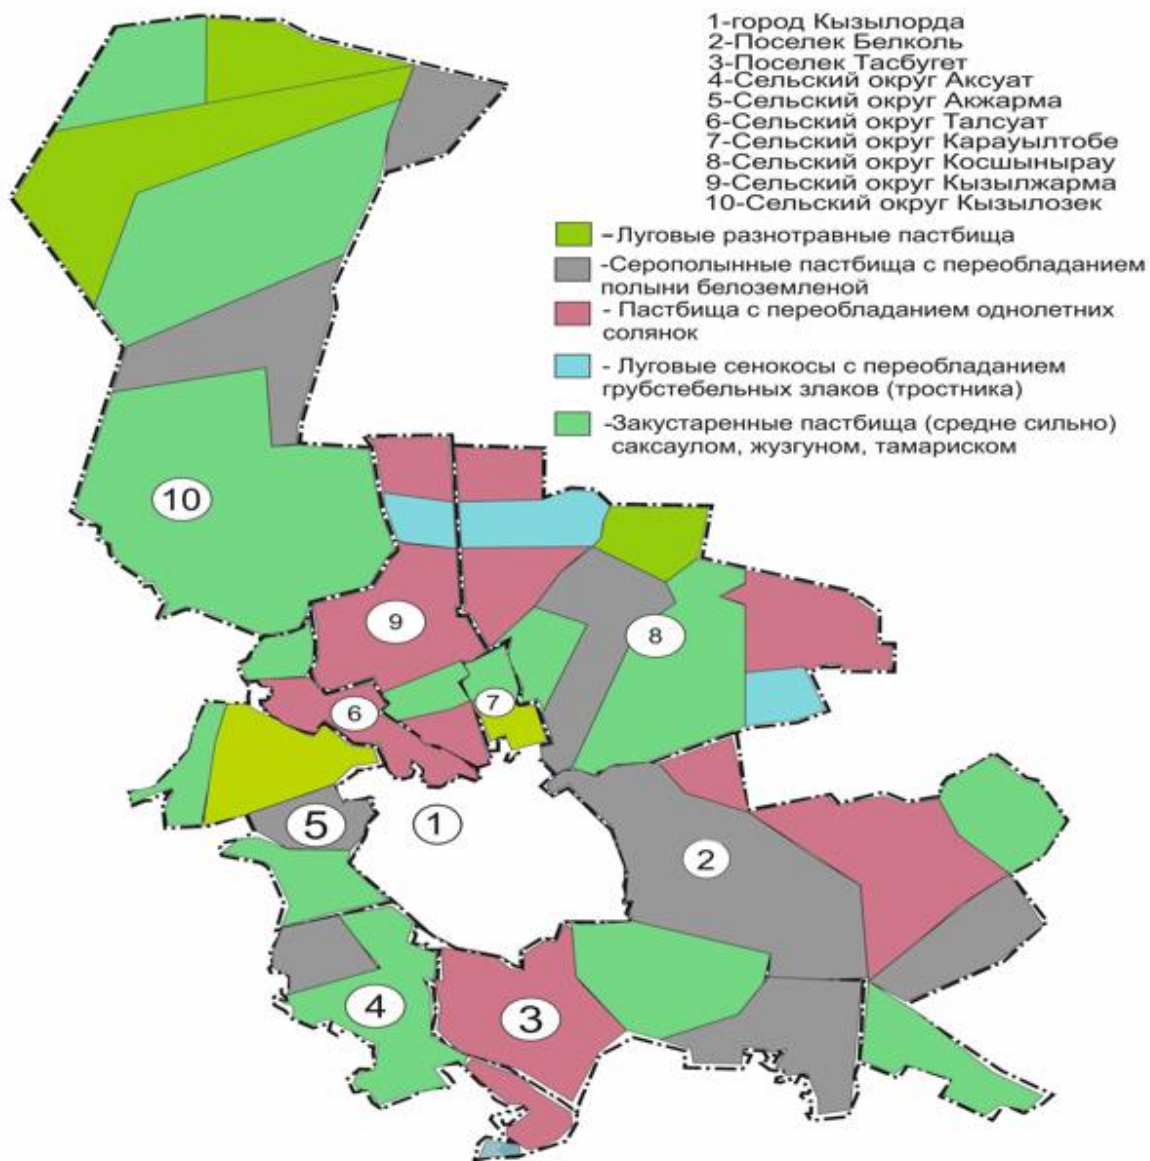 1-город Кызылорда
2-Поселек Белколь
3-Поселек Тасбугет
4-Сельский округ Аксуат
5-Сельский округ Акжарма
6-Сельский округ Талсуат
7-Сельский округ Карауылтобе
8-Сельский округ Косшынырау
9-Сельский округ Кызылжарма
10-Сельский округ Кызылозек
–Луговые разнотравные пастбища
-Серополынные пастбища с переобладанием
полыни белоземленой
- Пастбища с переобладанием однолетних
солянок
- Луговые сенокосы с переобладанием
грубстебельных злаков (тростника)
-Закустаренные пастбища (средне сильно)
саксаулом, жузгуном, тамариском
10
9
8
7
6
5
1
2
4
3